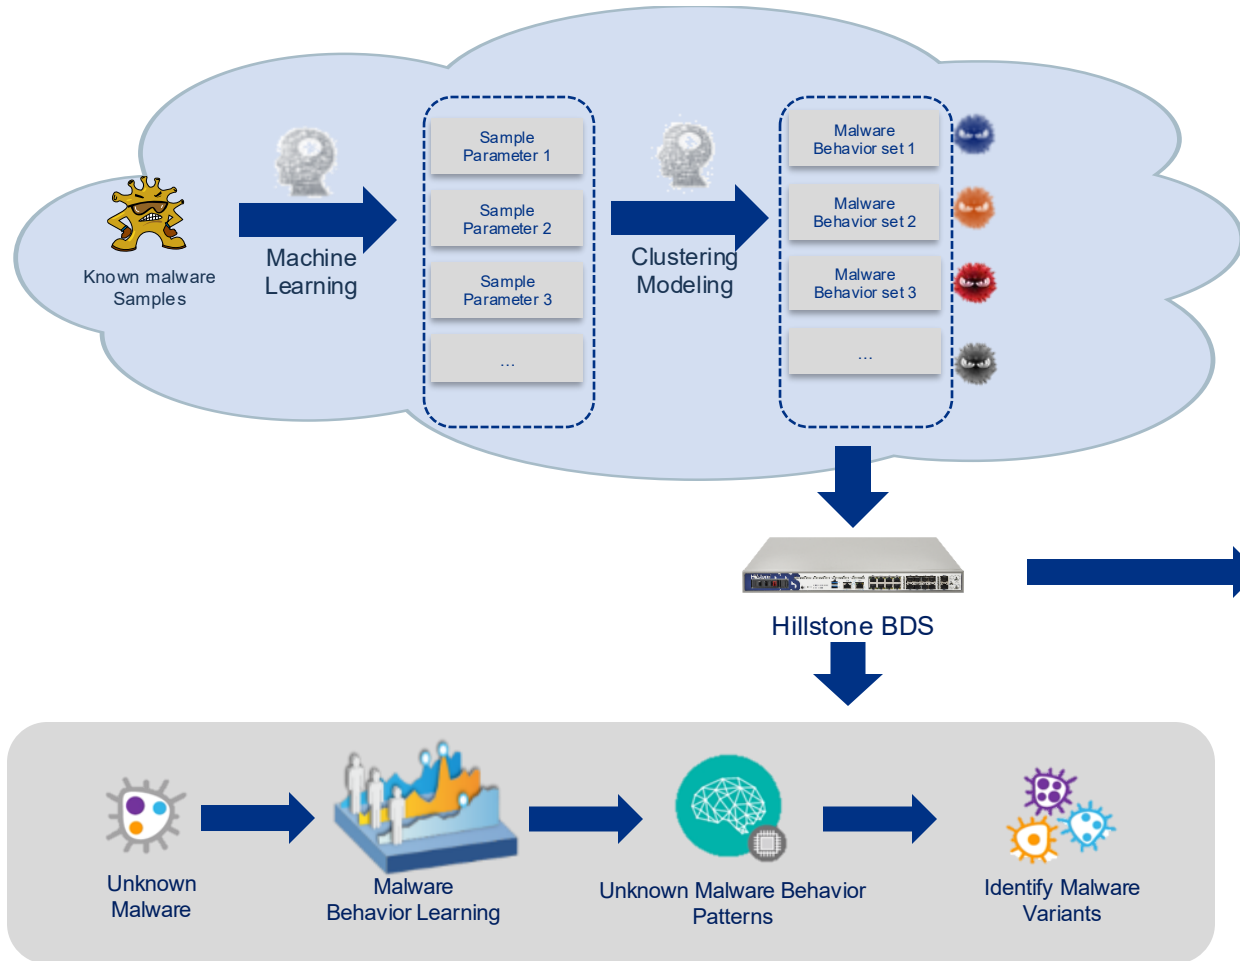 Known malware
Samples
Machine
Learning
Sample
Parameter 1
Sample
Parameter 2
Sample
Parameter 3
...
Clustering
Modeling
Malware
Behavior set 1
Malware
Behavior set 2
Malware
Behavior set 3
...
Hillstone BDS
Unknown
Malware
Malware
Behavior Learning
Unknown Malware Behavior
Patterns
Identify Malware
Variants